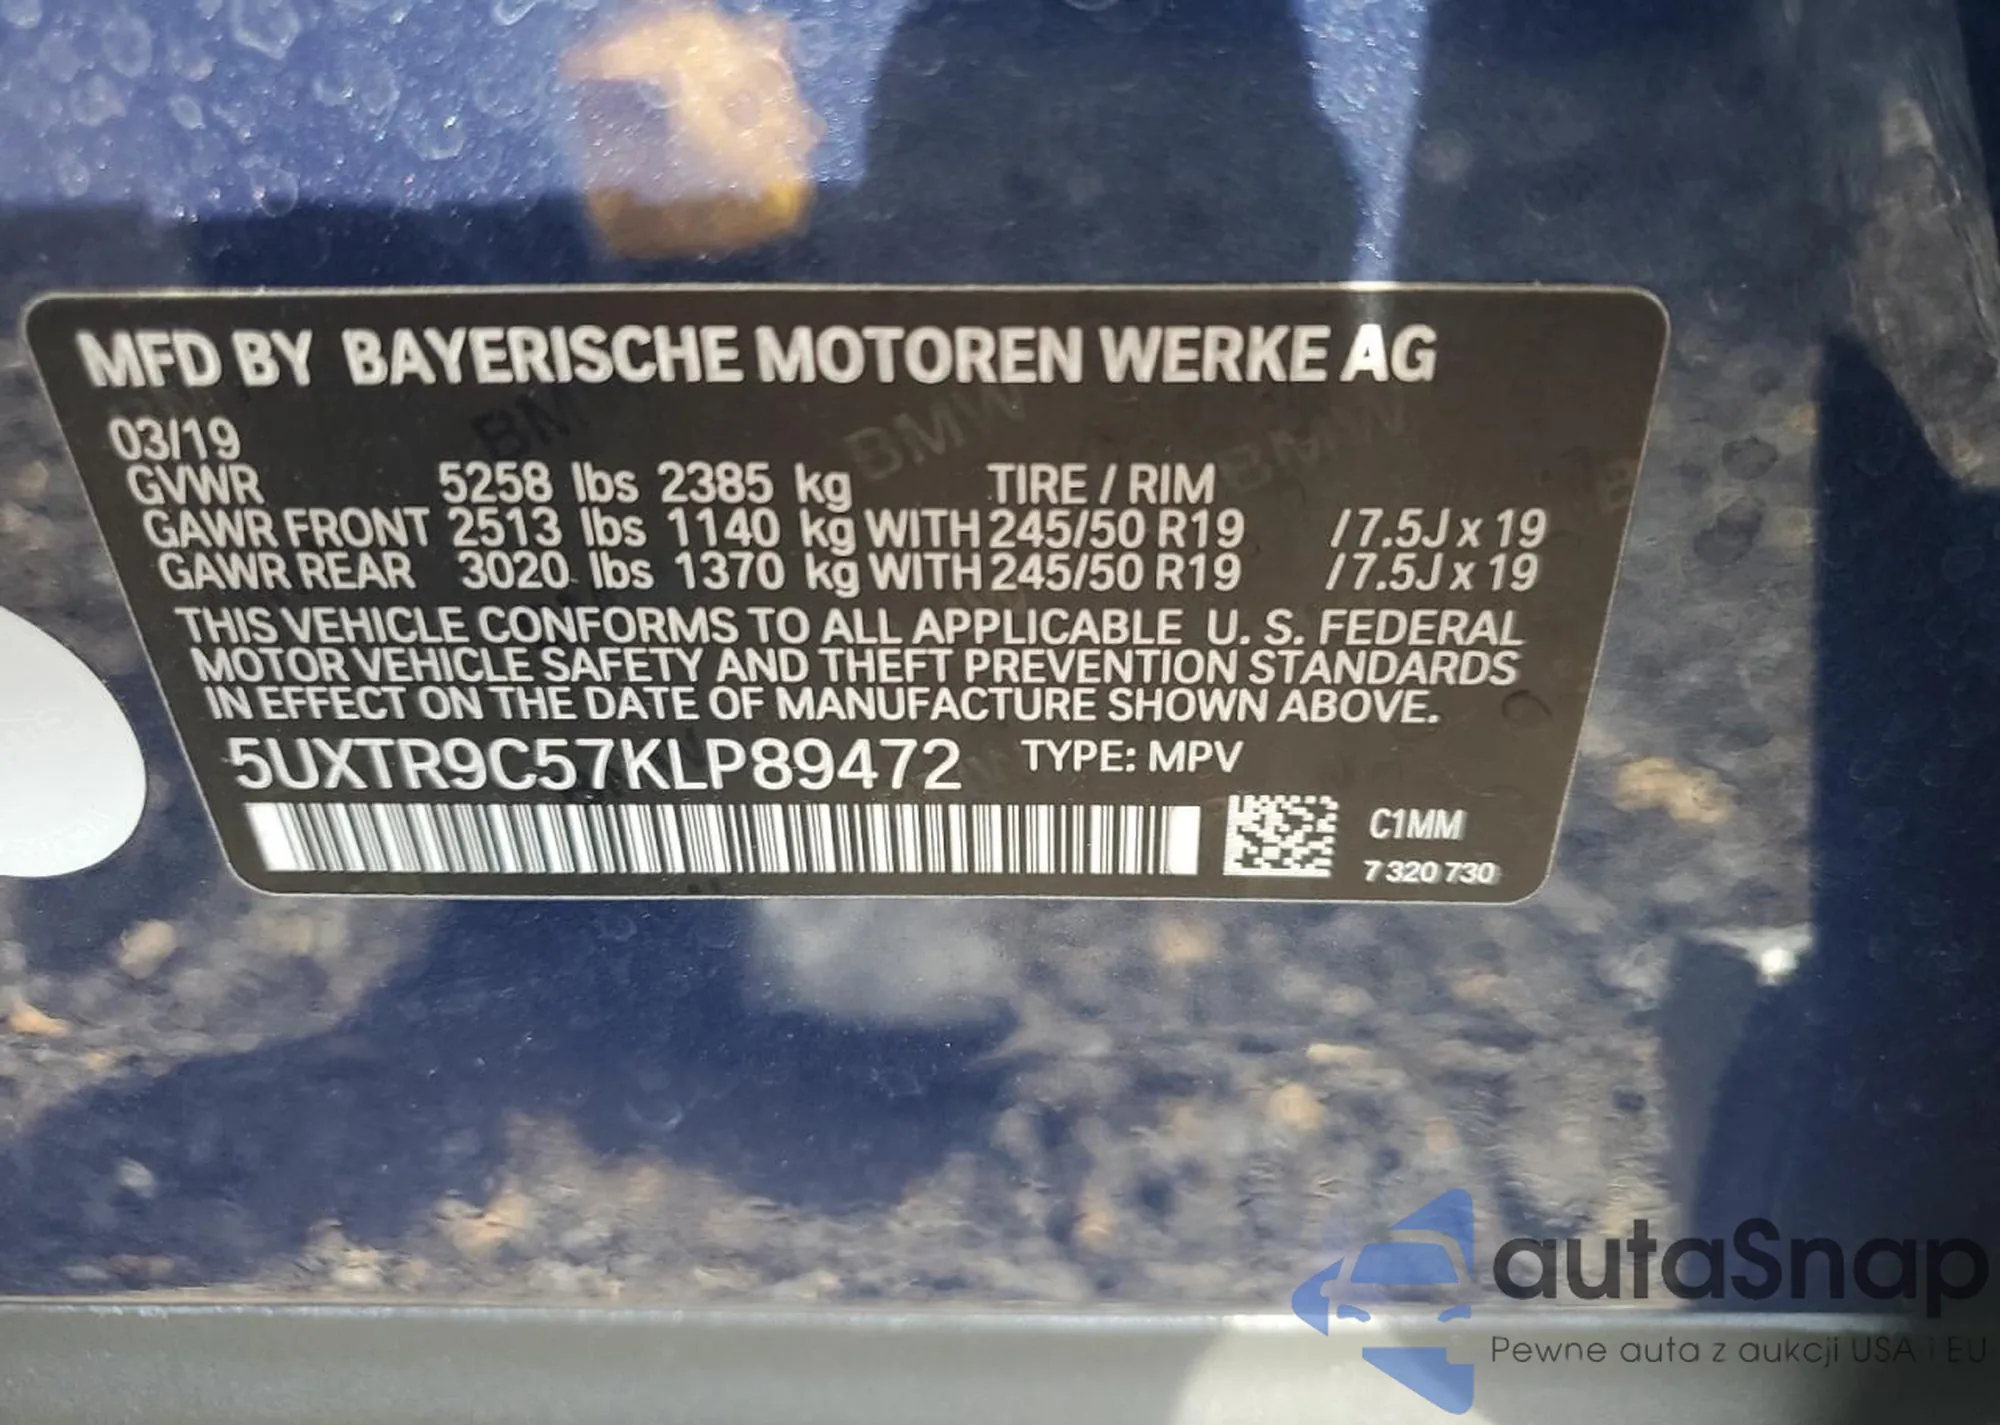 MFD BY BAYERISCHE MOTOREN WERKE AG
03/19
GVWR 5258 lbs 2385 kg TIRE / RIM
GAWR FRONT 2513 lbs 1140 kg WITH 245/50 R19 / 7.5J x 19
GAWR REAR 3020 lbs 1370 kg WITH 245/50 R19 / 7.5J x 19
THIS VEHICLE CONFORMS TO ALL APPLICABLE U. S. FEDERAL
MOTOR VEHICLE SAFETY AND THEFT PREVENTION STANDARDS
IN EFFECT ON THE DATE OF MANUFACTURE SHOWN ABOVE.
5UXTR9C57KLP89472 TYPE: MPV
C1MM
7 320 730
BMW BMW BMW
autaSnap
Pewne auta z aukcji USA i EU